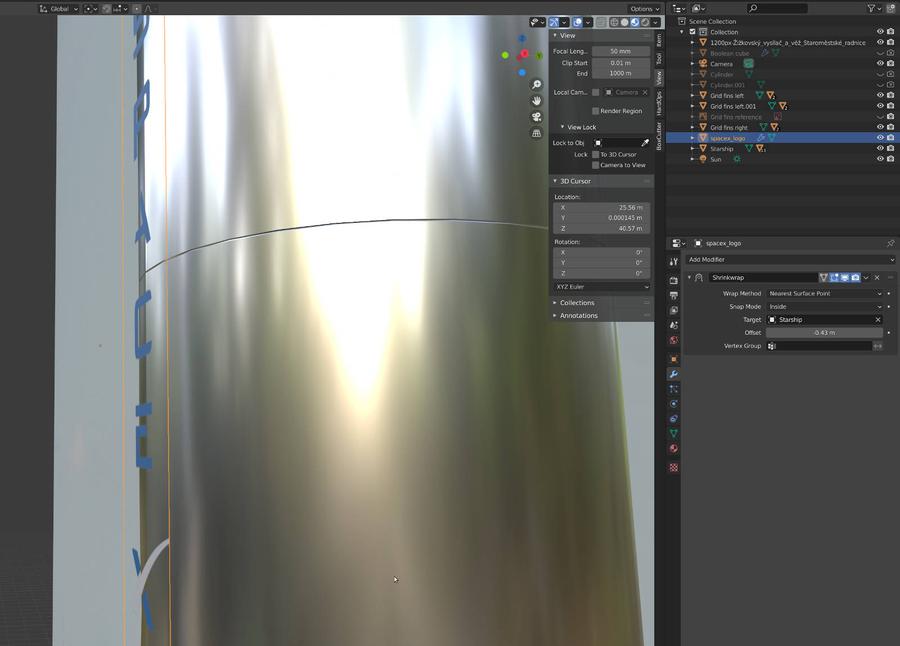 Global
Options
View
Focal Leng...
50 mm
Clip Start
0.01 m
End
1000 m
Local Cam...
Camera
Render Region
View Lock
Lock to Obj
Lock
To 3D Cursor
Camera to View
3D Cursor
Location:
X
25.56 m
Y
0.000145 m
Z
40.57 m
Rotation:
X
0°
Y
0°
Z
0°
XYZ Euler
Collections
Annotations
Item
Tool
View
HardOps
BoxCutter
Scene Collection
Collection
1200px-Žižkovský_vysílač_a_věž_Staroměstské_radnice
Boolean cube
Camera
Cylinder
Cylinder.001
Grid fins left
Grid fins left.001
Grid fins reference
Grid fins right
spacex_logo
Starship
Sun
spacex_logo
Add Modifier
Shrinkwrap
Wrap Method
Nearest Surface Point
Snap Mode
Inside
Target
Starship
Offset
-0.43 m
Vertex Group